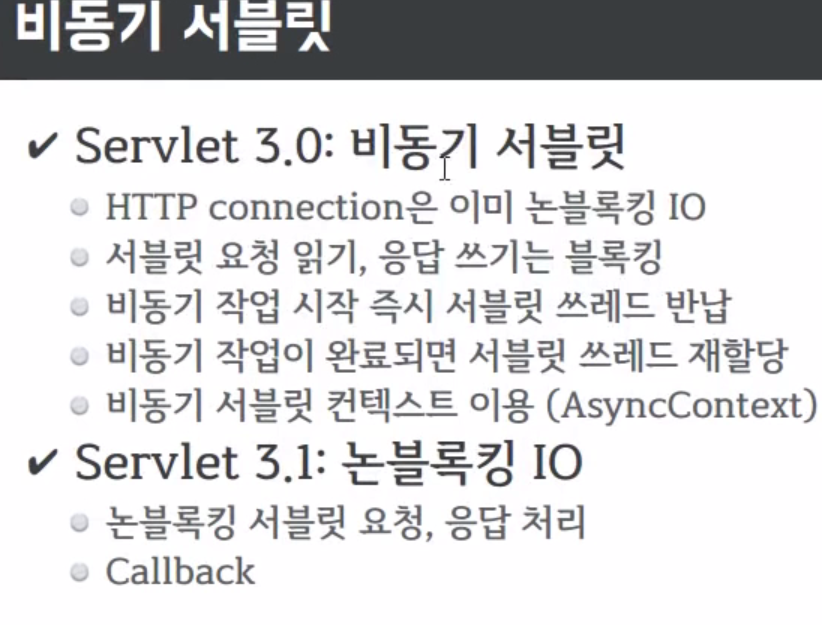 비동기 서블릿
✔ Servlet 3.0: 비동기 서블릿
HTTP connection은 이미 논블록킹 IO
서블릿 요청 읽기, 응답 쓰기는 블록킹
비동기 작업 시작 즉시 서블릿 쓰레드 반납
비동기 작업이 완료되면 서블릿 쓰레드 재할당
비동기 서블릿 컨텍스트 이용 (AsyncContext)
✔ Servlet 3.1: 논블록킹 IO
논블록킹 서블릿 요청, 응답 처리
Callback